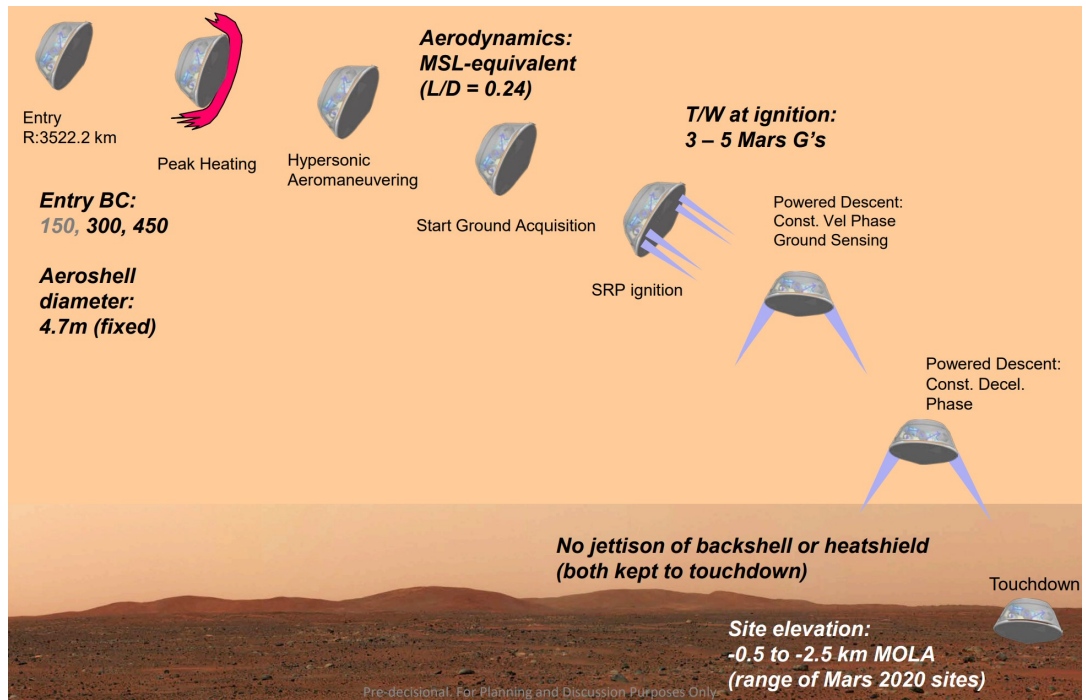 Entry
R:3522.2 km
Peak Heating
Hypersonic
Aeromaneuvering
Aerodynamics:
MSL-equivalent
(L/D = 0.24)
Start Ground Acquisition
T/W at ignition:
3 – 5 Mars G's
Entry BC:
150, 300, 450
Aeroshell
diameter:
4.7m (fixed)
SRP ignition
Powered Descent:
Const. Vel Phase
Ground Sensing
Powered Descent:
Const. Decel.
Phase
No jettison of backshell or heatshield
(both kept to touchdown)
Touchdown
Site elevation:
-0.5 to -2.5 km MOLA
(range of Mars 2020 sites)
Pre-decisional. For Planning and Discussion Purposes Only